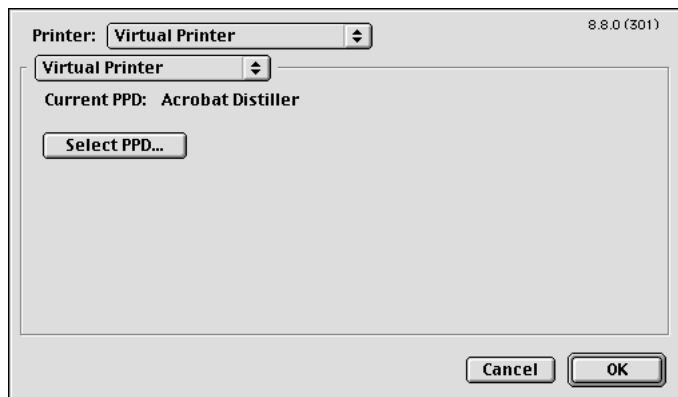 8.8.0 (301)
Printer: Virtual Printer
Virtual Printer
Current PPD: Acrobat Distiller
Select PPD...
Cancel OK